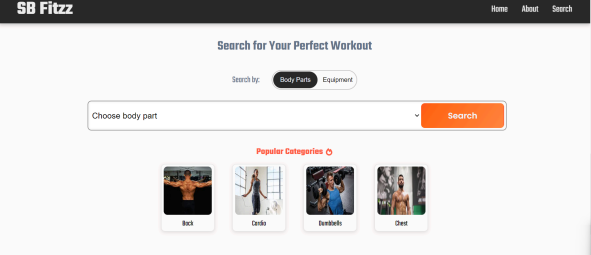 SB Fitzz
Home About Search
Search for Your Perfect Workout
Search by: Body Parts Equipment
Choose body part Search
Popular Categories
Back Cardio Dumbbells Chest